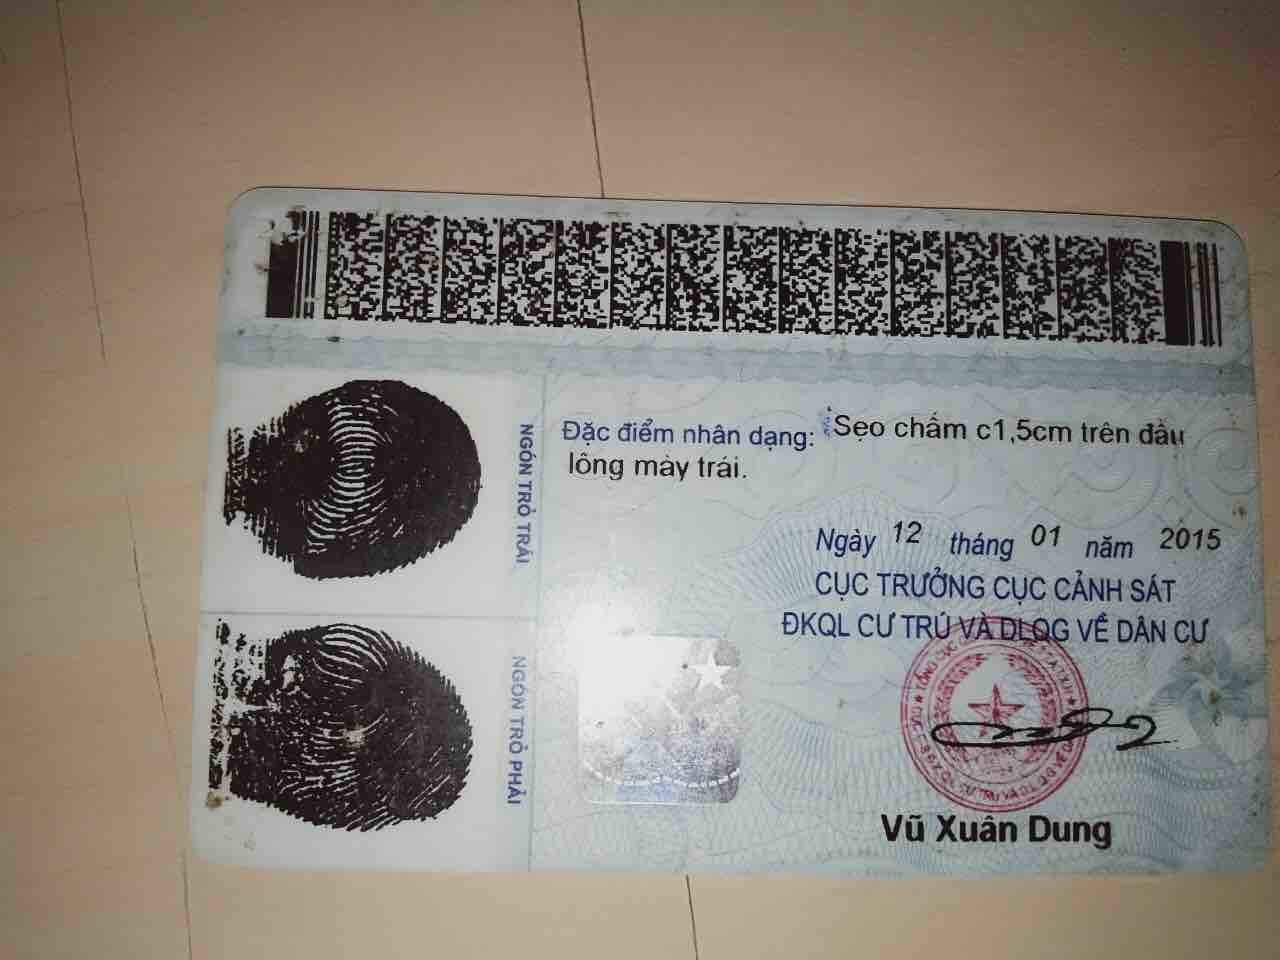 Đặc điểm nhân dạng: Sẹo chấm c1,5cm trên đầu
lông mày trái.
Ngày 12 tháng 01 năm 2015
CỤC TRƯỞNG CỤC CẢNH SÁT
ĐKQL CƯ TRÚ VÀ DLQG VỀ DÂN CƯ
Vũ Xuân Dung
NGÓN TRỎ TRÁI
NGÓN TRỎ PHẢI